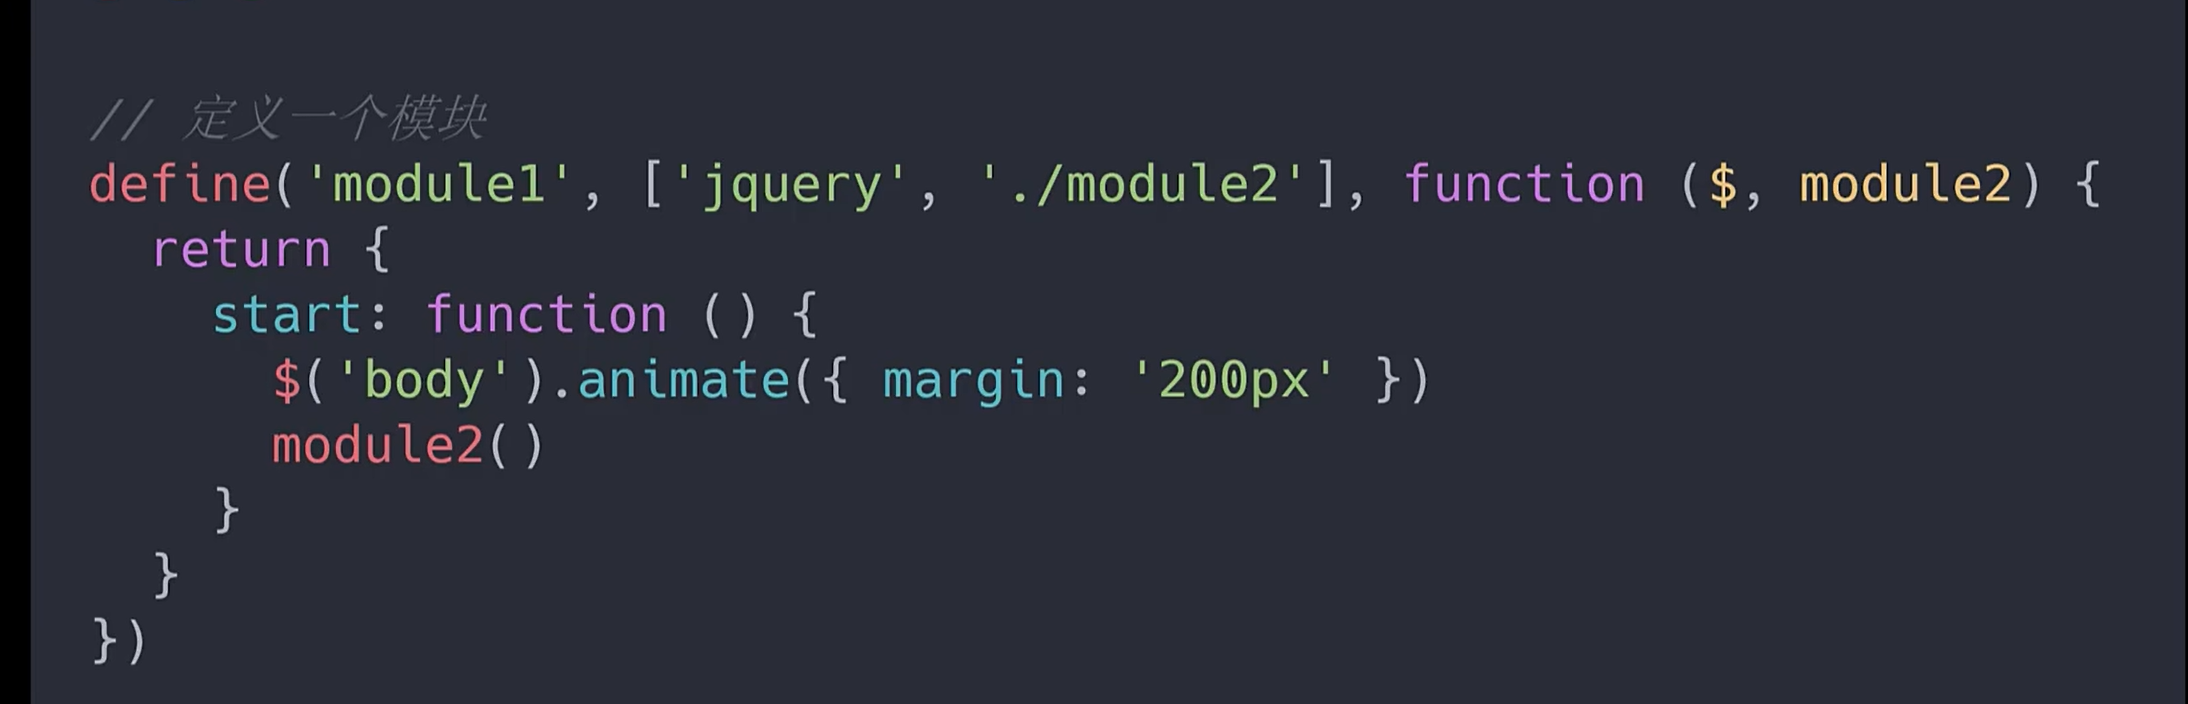 // 定义一个模块
define('module1', ['jquery', './module2'], function ($, module2) {
  return {
    start: function () {
      $('body').animate({ margin: '200px' })
      module2()
    }
  }
})